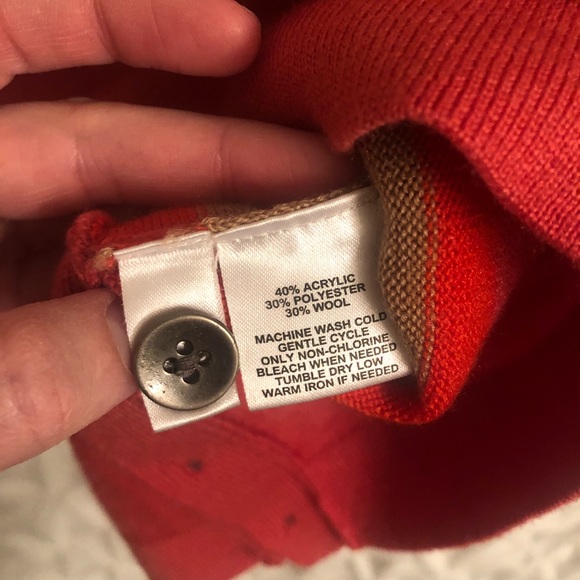 40% ACRYLIC
30% POLYESTER
30% WOOL
MACHINE WASH COLD
GENTLE CYCLE
ONLY NON-CHLORINE
BLEACH WHEN NEEDED
TUMBLE DRY LOW
WARM IRON IF NEEDED